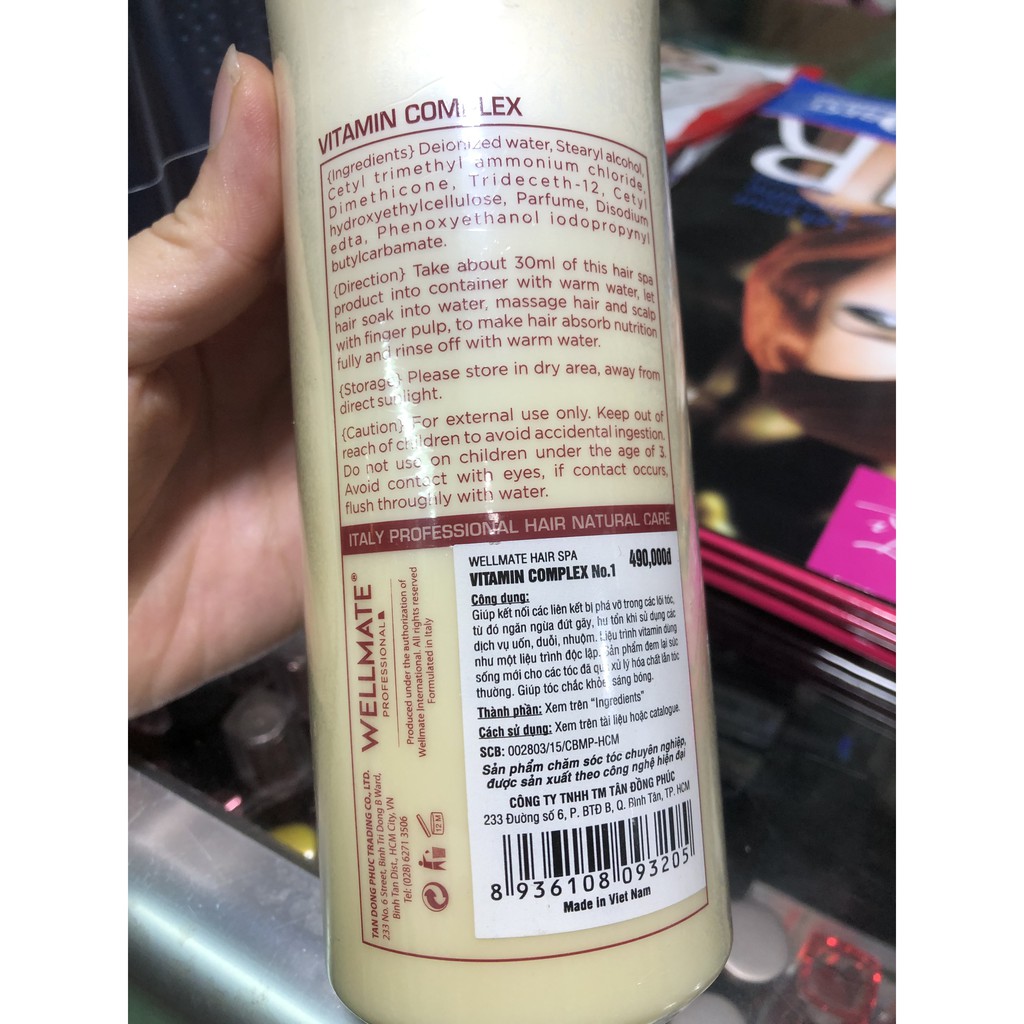 VITAMIN COMPLEX
{Ingredients} Deionized water, Stearyl alcohol,
Cetyl trimethyl ammonium chloride,
Dimethicone, Trideceth-12, Cetyl
hydroxyethylcellulose, Parfume, Disodium
edta, Phenoxyethanol iodopropynyl
butylcarbamate.
{Direction} Take about 30ml of this hair spa
product into container with warm water, let
hair soak into water, massage hair and scalp
with finger pulp, to make hair absorb nutrition
fully and rinse off with warm water.
{Storage} Please store in dry area, away from
direct sunlight.
{Caution} For external use only. Keep out of
reach of children to avoid accidental ingestion.
Do not use on children under the age of 3.
Avoid contact with eyes, if contact occurs,
flush throughly with water.
ITALY PROFESSIONAL HAIR NATURAL CARE
WELLMATE®
PROFESSIONAL
Produced under the authorization of
Wellmate International. All rights reserved
Formulated in Italy
TAN DONG PHUC TRADING CO., LTD.
233 No. 6 Street, Binh Tri Dong B Ward,
Binh Tan Dist., HCM City, VN
Tel: (028) 6271 3506
12 M
WELLMATE HAIR SPA 490,000đ
VITAMIN COMPLEX No.1
Công dụng:
Giúp kết nối các liên kết bị phá vỡ trong các lõi tóc,
từ đó ngăn ngừa đứt gãy, hư tổn khi sử dụng các
dịch vụ uốn, duỗi, nhuộm. Liệu trình vitamin dùng
như một liệu trình độc lập. Sản phẩm đem lại sức
sống mới cho các tóc đã qua xử lý hóa chất lẫn tóc
thường. Giúp tóc chắc khỏe sáng bóng.
Thành phần: Xem trên "Ingredients"
Cách sử dụng: Xem trên tài liệu hoặc catalogue.
SCB: 002803/15/CBMP-HCM
Sản phẩm chăm sóc tóc chuyên nghiệp,
được sản xuất theo công nghệ hiện đại
CÔNG TY TNHH TM TÂN ĐỒNG PHÚC
233 Đường số 6, P. BTĐ B, Q. Bình Tân, TP. HCM
8 936108 093205
Made in Viet Nam